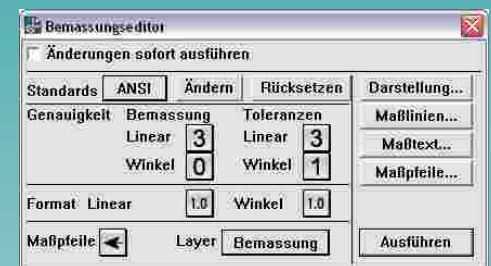 Bemassungseditor
Änderungen sofort ausführen
Standards ANSI Ändern Rücksetzen Darstellung...
Genauigkeit Bemassung Toleranzen Maßlinien...
Linear 3 Linear 3 Maßtext...
Winkel 0 Winkel 1 Maßpfeile...
Format Linear 1.0 Winkel 1.0
Maßpfeile Layer Bemassung Ausführen